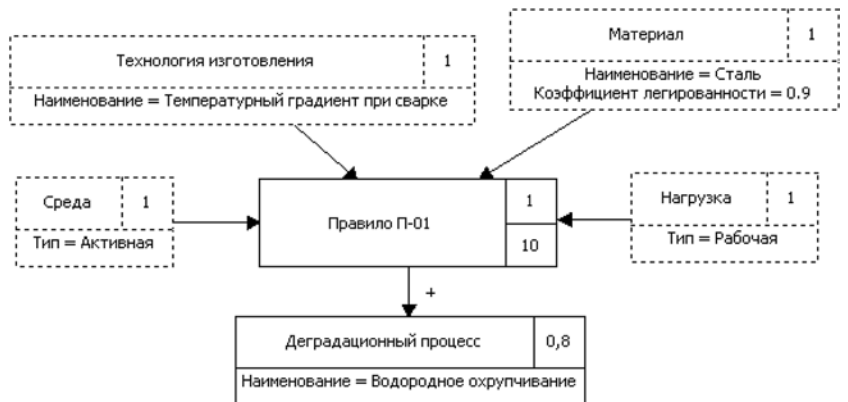 Технология изготовления
1
Наименование = Температурный градиент при сварке
Материал
1
Наименование = Сталь
Коэффициент легированности = 0.9
Среда
1
Тип = Активная
Правило П-01
1
10
Нагрузка
1
Тип = Рабочая
+
Деградационный процесс
0,8
Наименование = Водородное охрупчивание